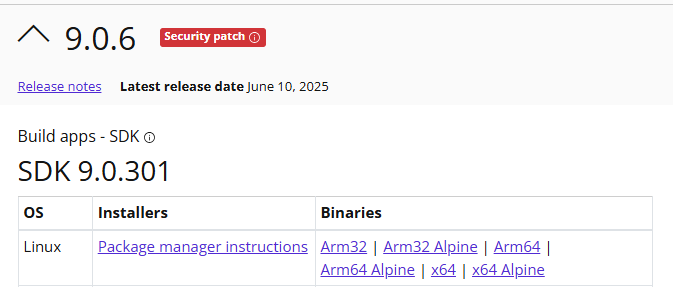 9.0.6 Security patch
Release notes Latest release date June 10, 2025
Build apps - SDK
SDK 9.0.301
OS Installers Binaries
Linux Package manager instructions Arm32 | Arm32 Alpine | Arm64 |
Arm64 Alpine | x64 | x64 Alpine